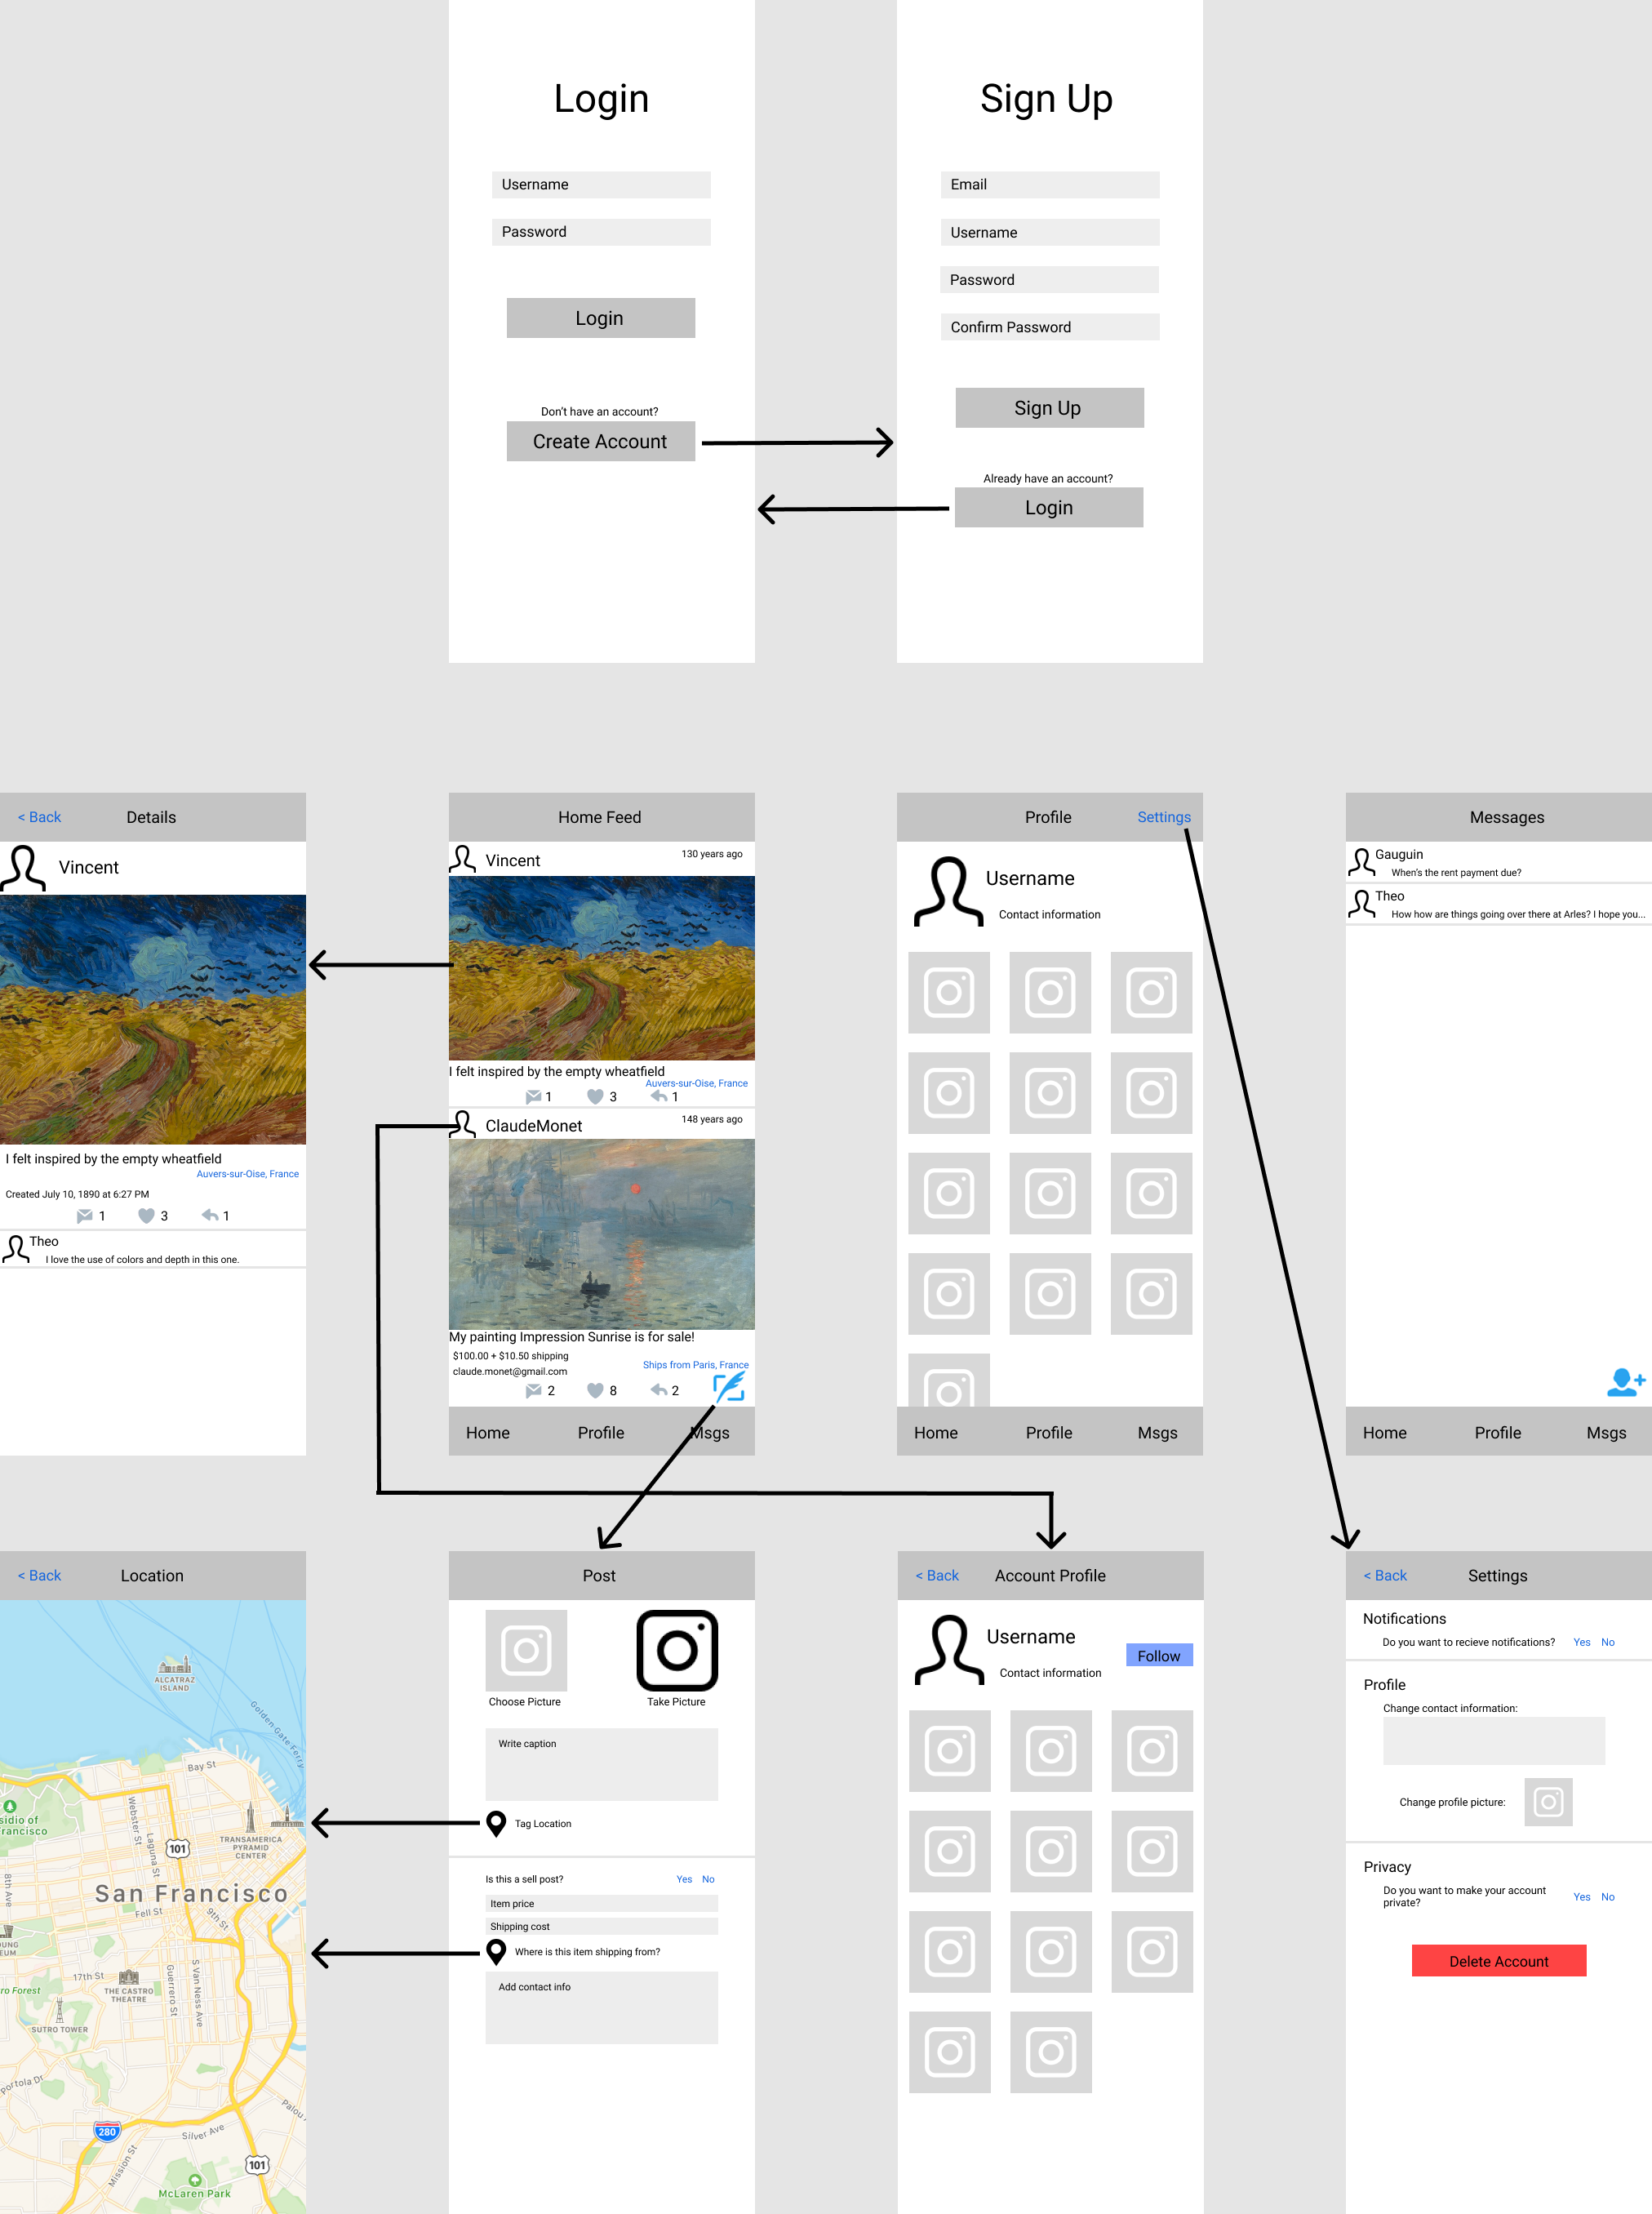 Login
Username
Password
Login
Don't have an account?
Create Account
Sign Up
Email
Username
Password
Confirm Password
Sign Up
Already have an account?
Login
< Back
Details
Vincent
I felt inspired by the empty wheatfield
Auvers-sur-Oise, France
Created July 10, 1890 at 6:27 PM
1
3
1
Theo
I love the use of colors and depth in this one.
Home Feed
Vincent
130 years ago
I felt inspired by the empty wheatfield
Auvers-sur-Oise, France
1
3
1
ClaudeMonet
148 years ago
My painting Impression Sunrise is for sale!
$100.00 + $10.50 shipping
Ships from Paris, France
claude.monet@gmail.com
2
8
2
Home
Profile
Msgs
Profile
Settings
Username
Contact information
Home
Profile
Msgs
Messages
Gauguin
When's the rent payment due?
Theo
How how are things going over there at Arles? I hope you...
Home
Profile
Msgs
< Back
Location
ALCATRAZ
ISLAND
Golden Gate Ferry
Bay St
sidio of
rancisco
Webster St
Laguna St
101
TRANSAMERICA
PYRAMID
CENTER
8th Ave
San Francisco
Fell St
9th St
OUNG
EUM
17th St
ro Forest
THE CASTRO
THEATRE
Guerrero St
S Van Ness Ave
SUTRO TOWER
Portola Dr
280
Silver Ave
Palou
Mission St
101
McLaren Park
Post
Choose Picture
Take Picture
Write caption
Tag Location
Is this a sell post?
Yes
No
Item price
Shipping cost
Where is this item shipping from?
Add contact info
< Back
Account Profile
Username
Follow
Contact information
< Back
Settings
Notifications
Do you want to recieve notifications?
Yes
No
Profile
Change contact information:
Change profile picture:
Privacy
Do you want to make your account
private?
Yes
No
Delete Account